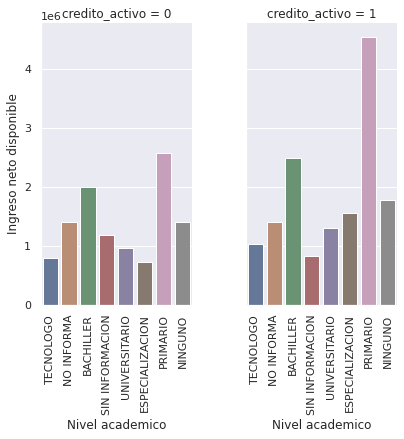 1e6
credito_activo = 0
credito_activo = 1
Ingreso neto disponible
4
3
2
1
0
TECNOLOGO
NO INFORMA
BACHILLER
SIN INFORMACION
UNIVERSITARIO
ESPECIALIZACION
PRIMARIO
NINGUNO
TECNOLOGO
NO INFORMA
BACHILLER
SIN INFORMACION
UNIVERSITARIO
ESPECIALIZACION
PRIMARIO
NINGUNO
Nivel academico
Nivel academico